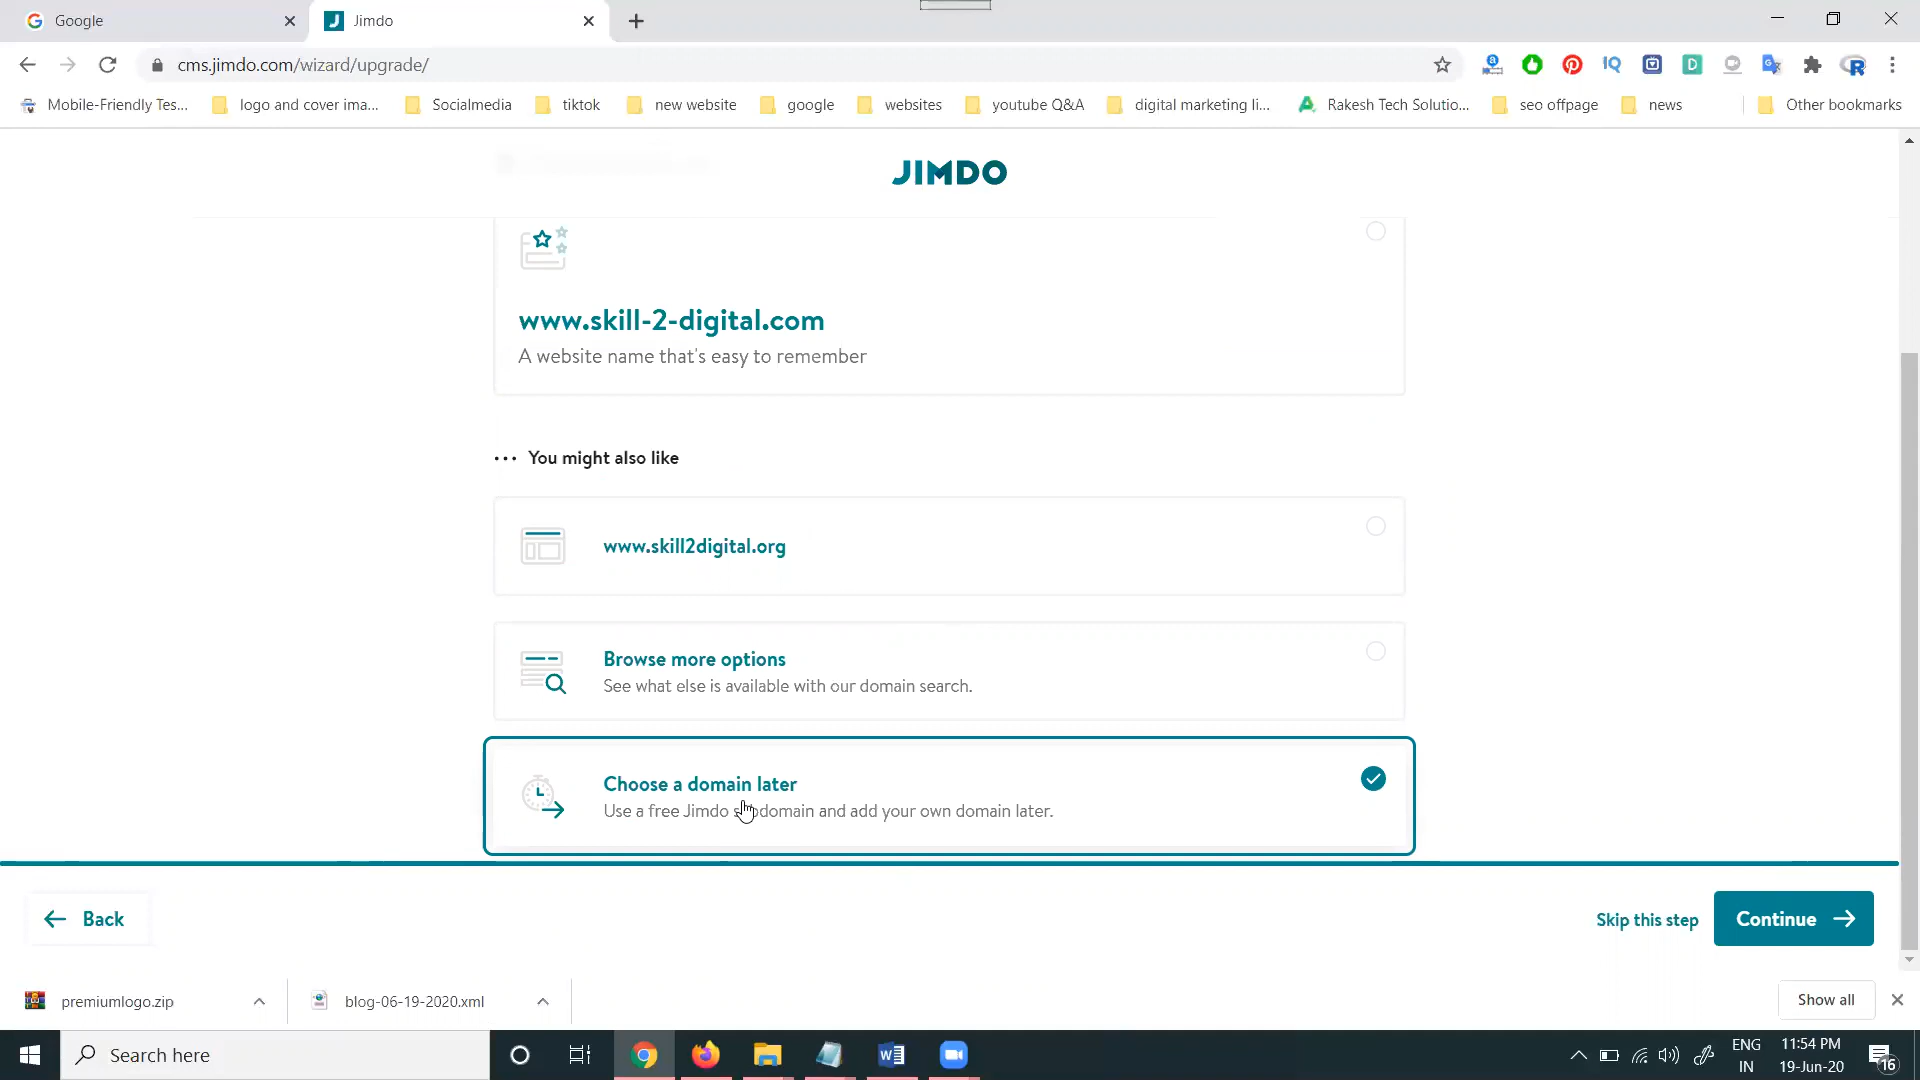 Google
Jimdo
cms.jimdo.com/wizard/upgrade/
Mobile-Friendly Tes...
logo and cover ima...
Socialmedia
tiktok
new website
google
websites
youtube Q&A
digital marketing li...
Rakesh Tech Solutio...
seo offpage
news
Other bookmarks
JIMDO
www.skill-2-digital.com
A website name that's easy to remember
... You might also like
www.skill2digital.org
Browse more options
See what else is available with our domain search.
Choose a domain later
Use a free Jimdo subdomain and add your own domain later.
Back
Skip this step
Continue
premiumlogo.zip
blog-06-19-2020.xml
Show all
Search here
ENG
IN
11:54 PM
19-Jun-20
16